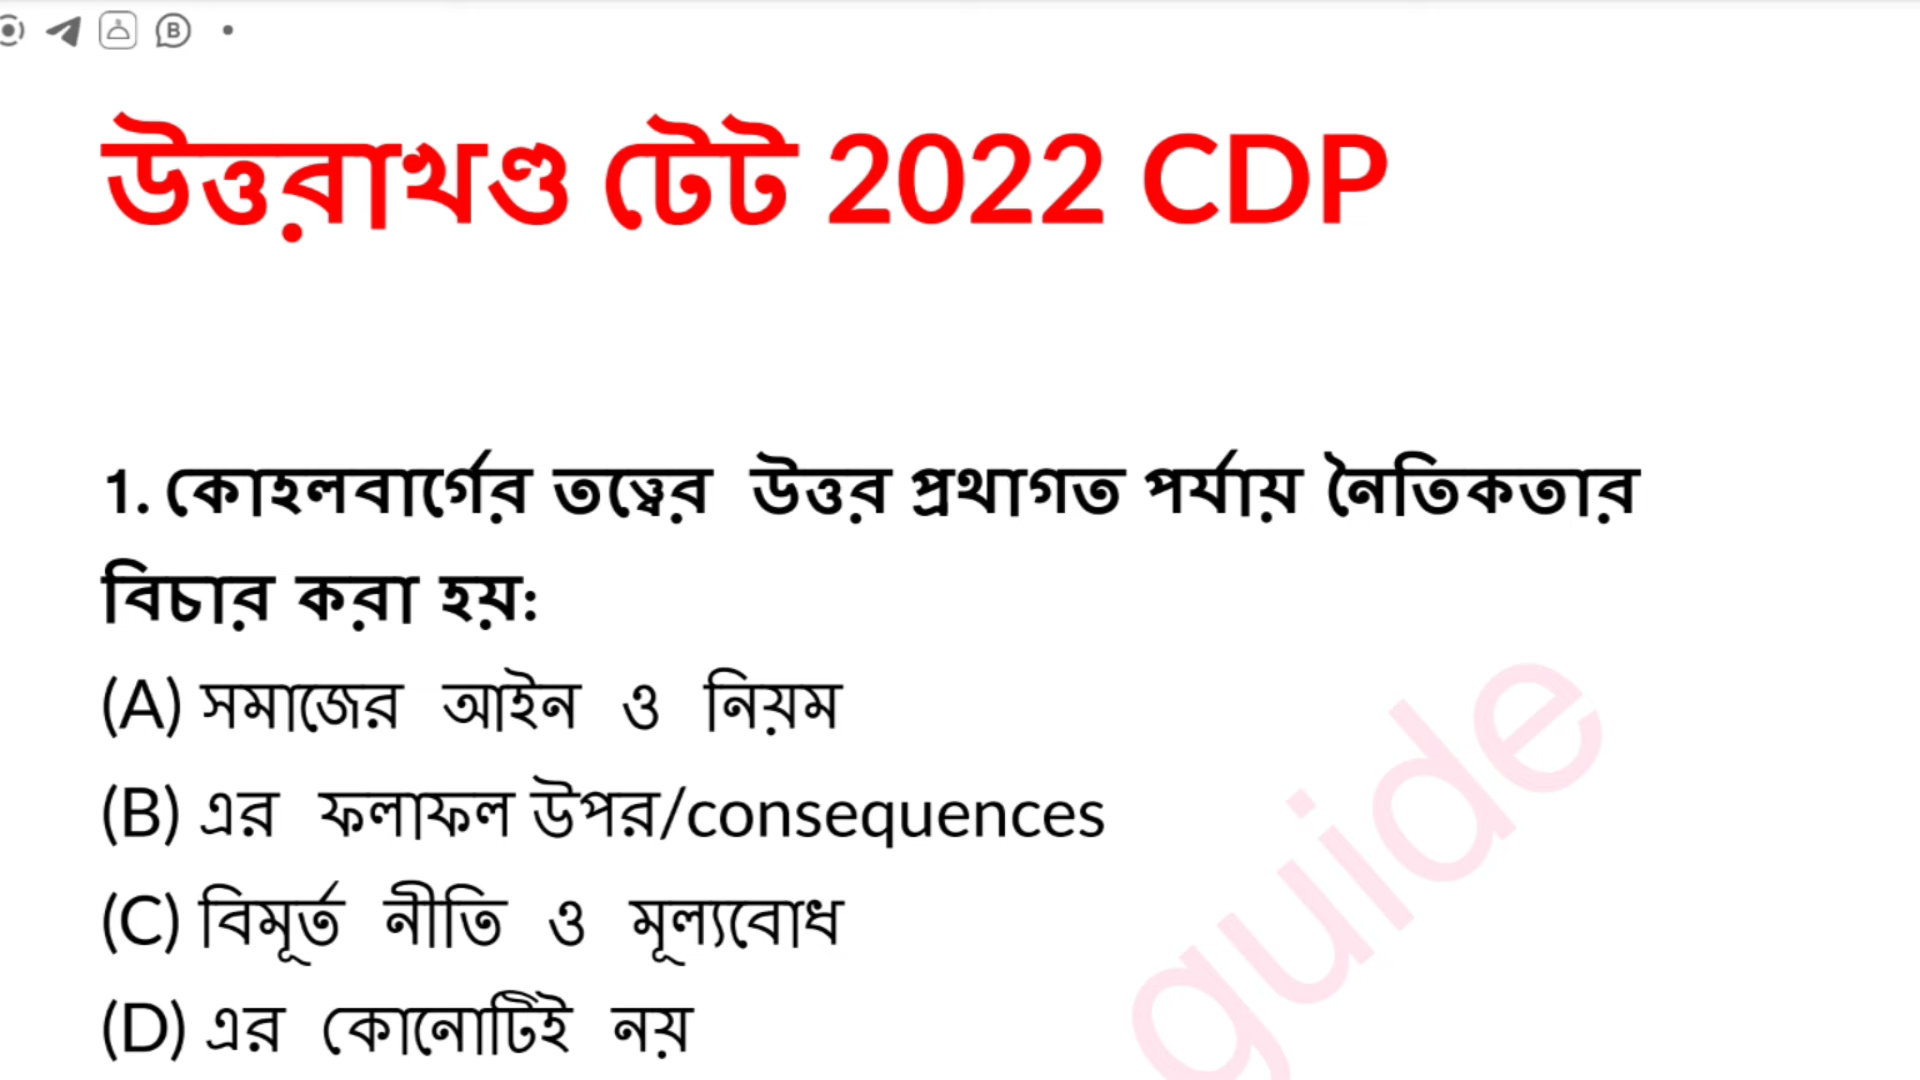 উত্তরাখণ্ড টেট 2022 CDP
1. কোহলবার্গের তত্ত্বের উত্তর প্রথাগত পর্যায় নৈতিকতার
বিচার করা হয়:
(A) সমাজের আইন ও নিয়ম
(B) এর ফলাফল উপর/consequences
(C) বিমূর্ত নীতি ও মূল্যবোধ
(D) এর কোনোটিই নয়
guide